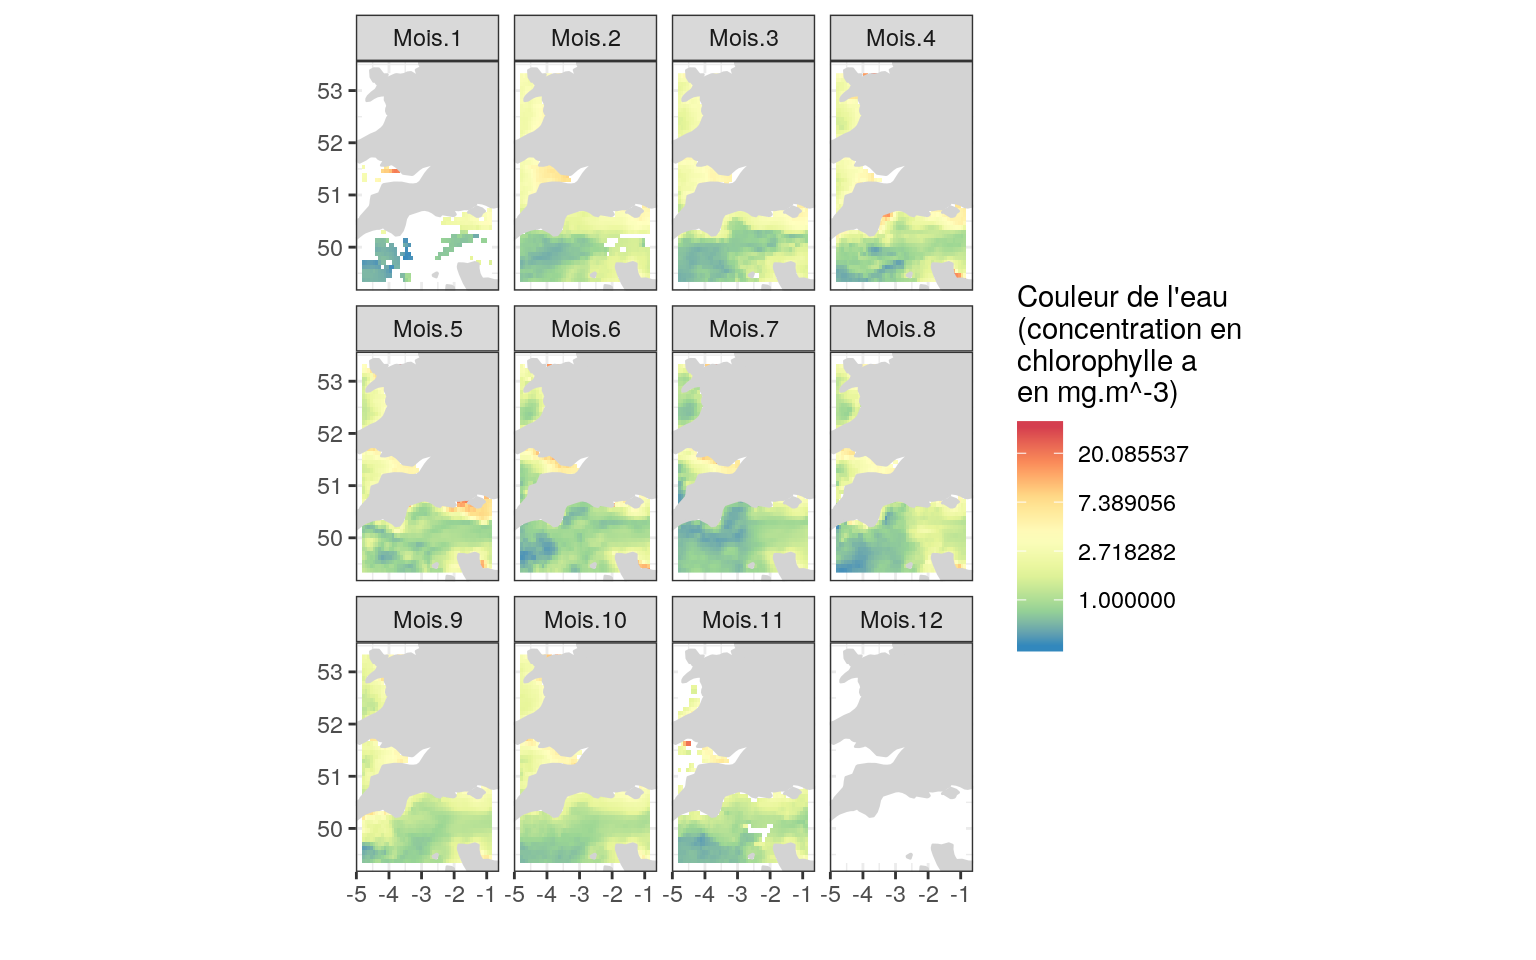 Mois.1 Mois.2 Mois.3 Mois.4
53
52
51
50
Mois.5 Mois.6 Mois.7 Mois.8
53
52
51
50
Mois.9 Mois.10 Mois.11 Mois.12
53
52
51
50
-5 -4 -3 -2 -1 -5 -4 -3 -2 -1 -5 -4 -3 -2 -1 -5 -4 -3 -2 -1
Couleur de l'eau
(concentration en
chlorophylle a
en mg.m^-3)
20.085537
7.389056
2.718282
1.000000